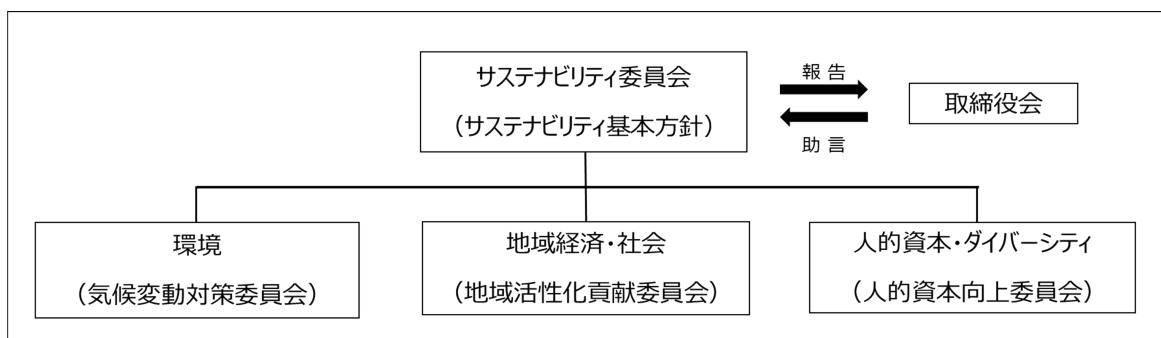 サステナビリティ委員会
（サステナビリティ基本方針）
報告
助言
取締役会
環境
（気候変動対策委員会）
地域経済・社会
（地域活性化貢献委員会）
人的資本・ダイバーシティ
（人的資本向上委員会）